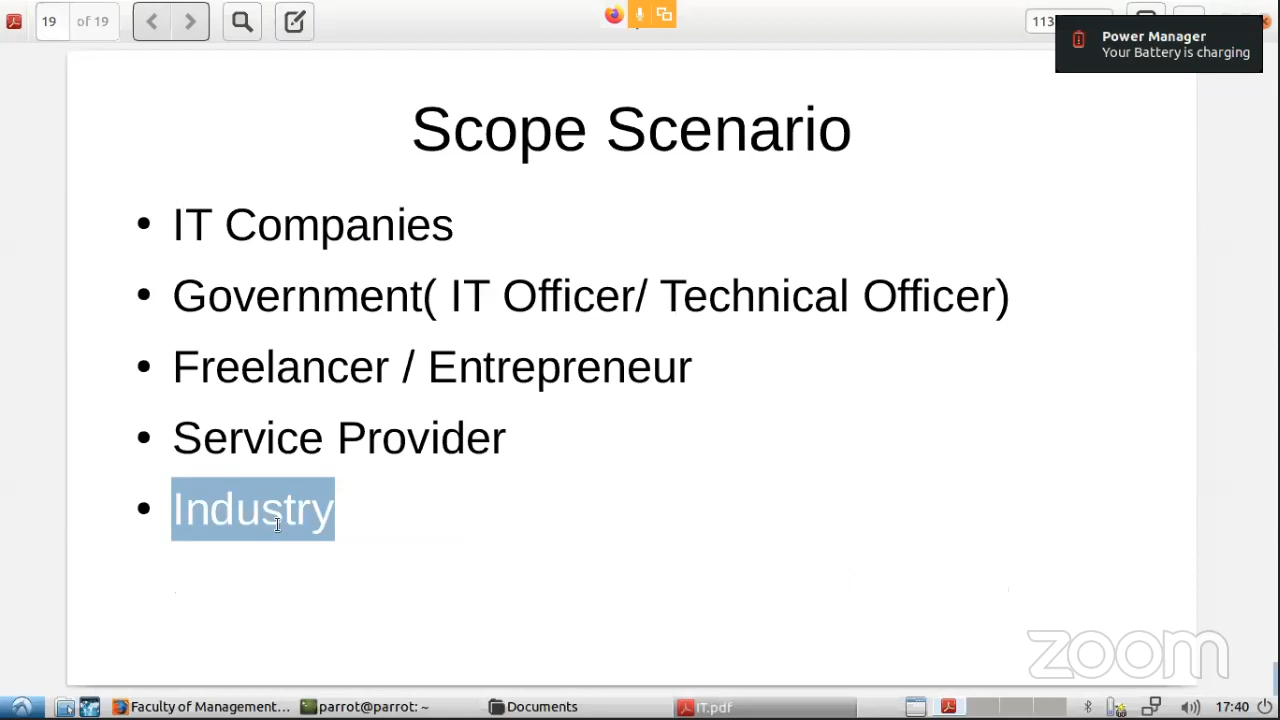 19 of 19
113
Power Manager
Your Battery is charging
Scope Scenario
• IT Companies
• Government( IT Officer/ Technical Officer)
• Freelancer / Entrepreneur
• Service Provider
• Industry
zoom
Faculty of Management... parrot@parrot: ~ Documents IT.pdf 17:40